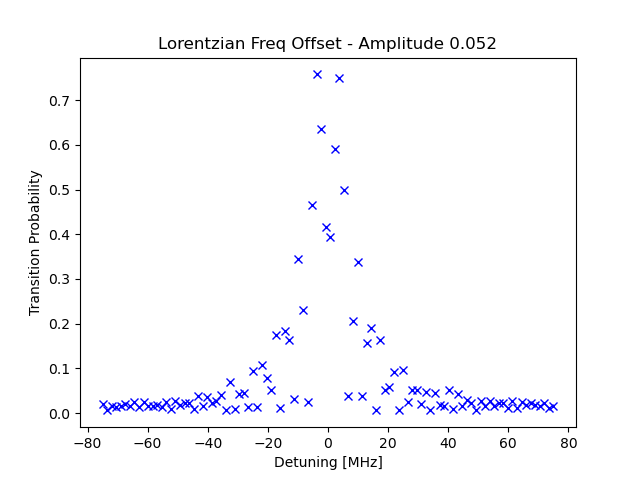 Lorentzian Freq Offset - Amplitude 0.052
Transition Probability
0.7
0.6
0.5
0.4
0.3
0.2
0.1
0.0
−80 −60 −40 −20 0 20 40 60 80
Detuning [MHz]